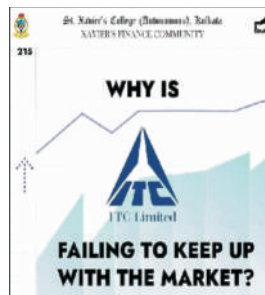 St. Xavier's College (Autonomous), Kolkata
XAVIER'S FINANCE COMMUNITY
215
WHY IS
ITC
ITC Limited
FAILING TO KEEP UP
WITH THE MARKET?